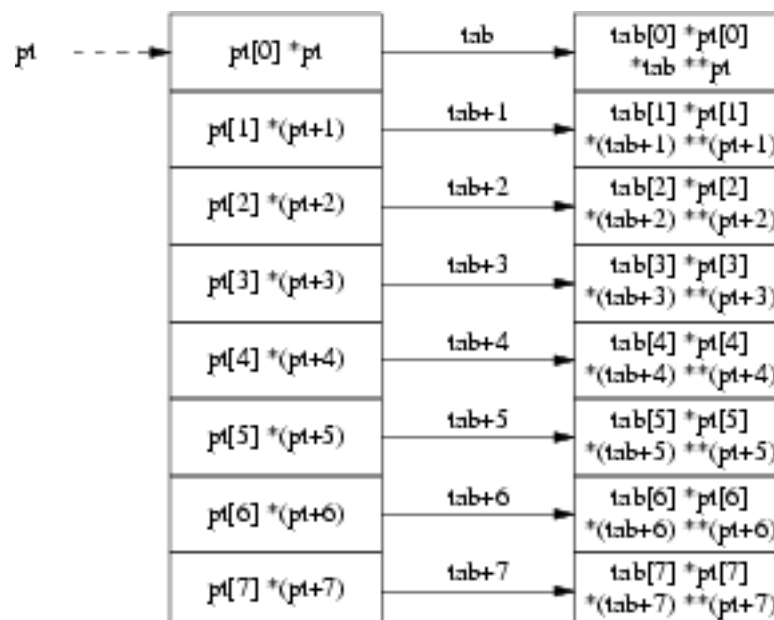 pt
pt[0] *pt
tab
tab[0] *pt[0]
*tab **pt
pt[1] *(pt+1)
tab+1
tab[1] *pt[1]
*(tab+1) **(pt+1)
pt[2] *(pt+2)
tab+2
tab[2] *pt[2]
*(tab+2) **(pt+2)
pt[3] *(pt+3)
tab+3
tab[3] *pt[3]
*(tab+3) **(pt+3)
pt[4] *(pt+4)
tab+4
tab[4] *pt[4]
*(tab+4) **(pt+4)
pt[5] *(pt+5)
tab+5
tab[5] *pt[5]
*(tab+5) **(pt+5)
pt[6] *(pt+6)
tab+6
tab[6] *pt[6]
*(tab+6) **(pt+6)
pt[7] *(pt+7)
tab+7
tab[7] *pt[7]
*(tab+7) **(pt+7)